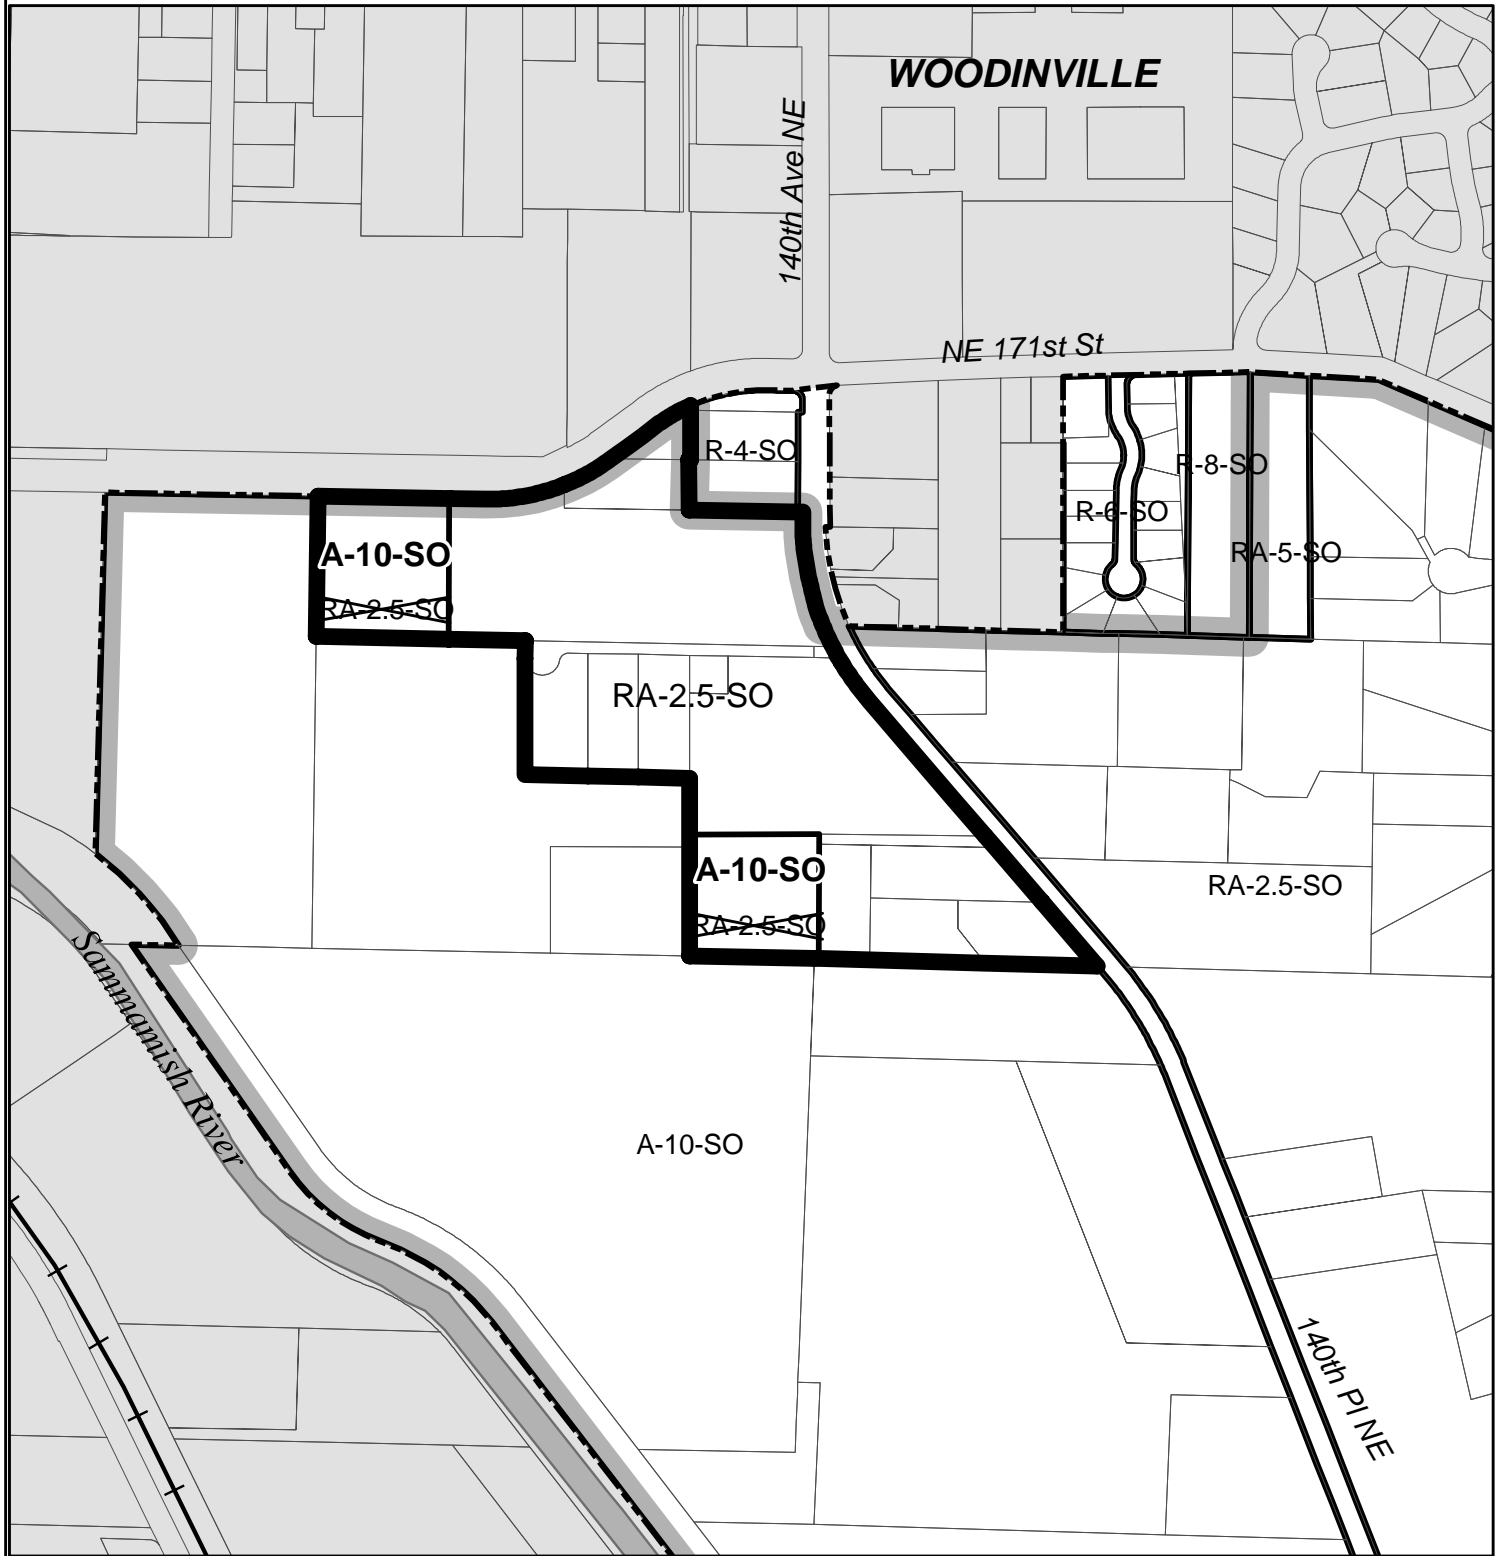 WOODINVILLE
140th Ave NE
NE 171st St
R-4-SO
R-8-SO
R-6-SO
RA-5-SO
A-10-SO
RA-2.5-SO
RA-2.5-SO
A-10-SO
RA-2.5-SO
RA-2.5-SO
Sammamish River
A-10-SO
140th Pl NE